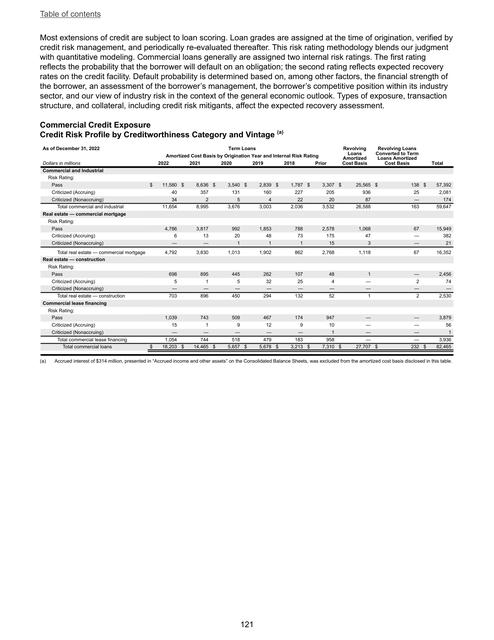 Table of contents
Most extensions of credit are subject to loan scoring. Loan grades are assigned at the time of origination, verified by
credit risk management, and periodically re-evaluated thereafter. This risk rating methodology blends our judgment
with quantitative modeling. Commercial loans generally are assigned two internal risk ratings. The first rating
reflects the probability that the borrower will default on an obligation; the second rating reflects expected recovery
rates on the credit facility. Default probability is determined based on, among other factors, the financial strength of
the borrower, an assessment of the borrower's management, the borrower's competitive position within its industry
sector, and our view of industry risk in the context of the general economic outlook. Types of exposure, transaction
structure, and collateral, including credit risk mitigants, affect the expected recovery assessment.
Commercial Credit Exposure
Credit Risk Profile by Creditworthiness Category and Vintage (a)
As of December 31, 2022 Term Loans Revolving Loans Amortized Cost Basis Revolving Loans Converted to Term Loans Amortized Cost Basis
Amortized Cost Basis by Origination Year and Internal Risk Rating
Dollars in millions 2022 2021 2020 2019 2018 Prior Total
Commercial and Industrial
Risk Rating:
Pass $ 11,580 $ 8,636 $ 3,540 $ 2,839 $ 1,787 $ 3,307 $ 25,565 $ 138 $ 57,392
Criticized (Accruing) 40 357 131 160 227 205 936 25 2,081
Criticized (Nonaccruing) 34 2 5 4 22 20 87 — 174
Total commercial and industrial 11,654 8,995 3,676 3,003 2,036 3,532 26,588 163 59,647
Real estate — commercial mortgage
Risk Rating:
Pass 4,786 3,817 992 1,853 788 2,578 1,068 67 15,949
Criticized (Accruing) 6 13 20 48 73 175 47 — 382
Criticized (Nonaccruing) — — 1 1 1 15 3 — 21
Total real estate — commercial mortgage 4,792 3,830 1,013 1,902 862 2,768 1,118 67 16,352
Real estate — construction
Risk Rating:
Pass 698 895 445 262 107 48 1 — 2,456
Criticized (Accruing) 5 1 5 32 25 4 — 2 74
Criticized (Nonaccruing) — — — — — — — — —
Total real estate — construction 703 896 450 294 132 52 1 2 2,530
Commercial lease financing
Risk Rating:
Pass 1,039 743 509 467 174 947 — — 3,879
Criticized (Accruing) 15 1 9 12 9 10 — — 56
Criticized (Nonaccruing) — — — — — 1 — — 1
Total commercial lease financing 1,054 744 518 479 183 958 — — 3,936
Total commercial loans $ 18,203 $ 14,465 $ 5,657 $ 5,678 $ 3,213 $ 7,310 $ 27,707 $ 232 $ 82,465
(a) Accrued interest of $314 million, presented in "Accrued income and other assets" on the Consolidated Balance Sheets, was excluded from the amortized cost basis disclosed in this table.
121